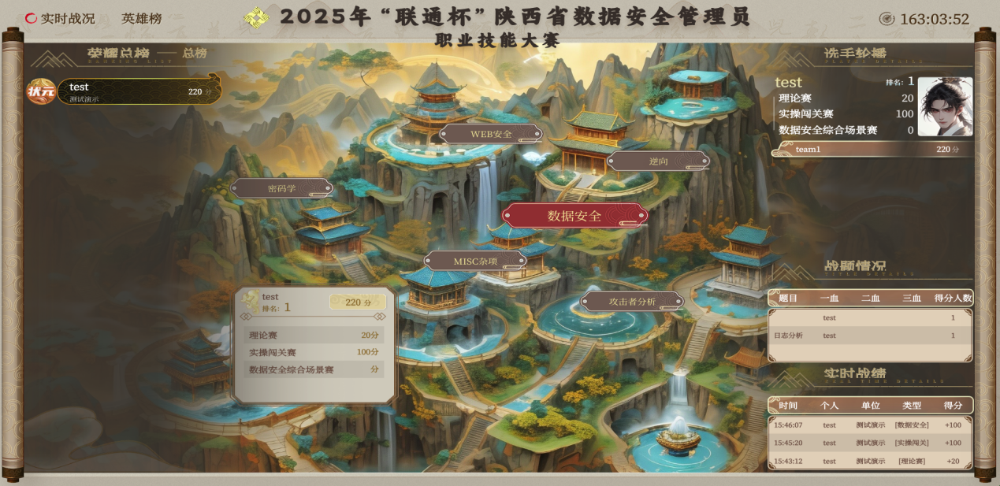 实时战况 英雄榜
2025年“联通杯”陕西省数据安全管理员
职业技能大赛
163:03:52
荣耀总榜 总榜
RANKING LIST
状元
test
测试演示
220 分
WEB安全
逆向
密码学
数据安全
MISC杂项
攻击者分析
test
排名: 1
220 分
理论赛 20分
实操闯关赛 100分
数据安全综合场景赛 分
选手轮播
PLAYER DETAILS
test 排名: 1
理论赛 20
实操闯关赛 100
数据安全综合场景赛 0
team1 220 分
战题情况
TITLE DETAILS
题目 一血 二血 三血 得分人数
test 1
日志分析 test 1
实时战绩
REAL TIME DETAILS
时间 个人 单位 类型 得分
15:46:07 test 测试演示 [数据安全] +100
15:45:20 test 测试演示 [实操闯关] +100
15:43:12 test 测试演示 [理论赛] +20